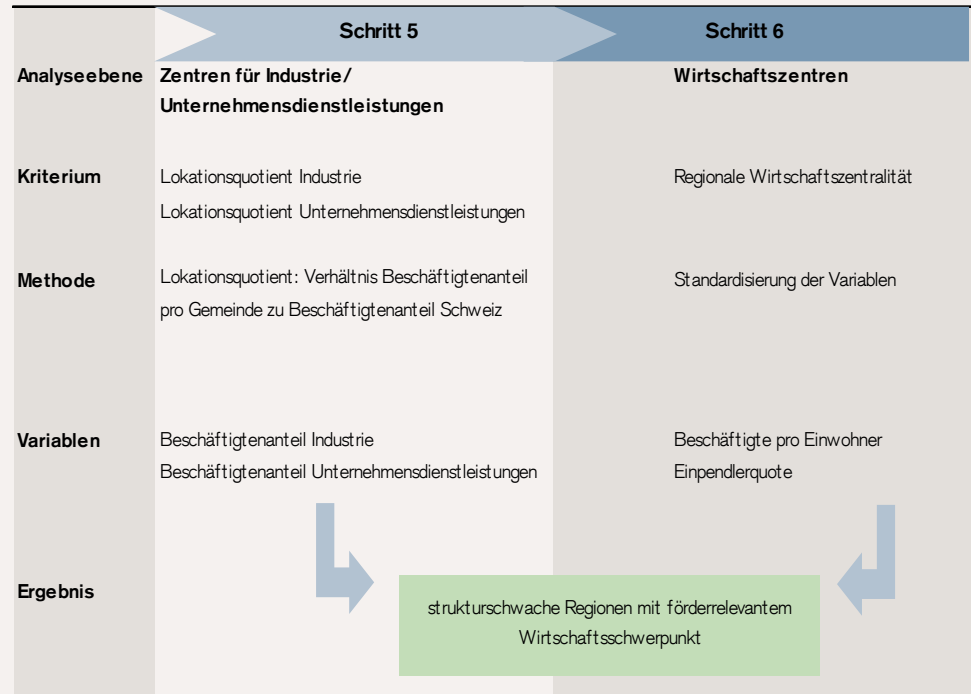 Schritt 5
Schritt 6
Analyseebene
Zentren für Industrie/
Unternehmensdienstleistungen
Wirtschaftszentren
Kriterium
Lokationsquotient Industrie
Lokationsquotient Unternehmensdienstleistungen
Regionale Wirtschaftszentralität
Methode
Lokationsquotient: Verhältnis Beschäftigtenanteil
pro Gemeinde zu Beschäftigtenanteil Schweiz
Standardisierung der Variablen
Variablen
Beschäftigtenanteil Industrie
Beschäftigtenanteil Unternehmensdienstleistungen
Beschäftigte pro Einwohner
Einpendlerquote
Ergebnis
strukturschwache Regionen mit förderrelevantem
Wirtschaftsschwerpunkt